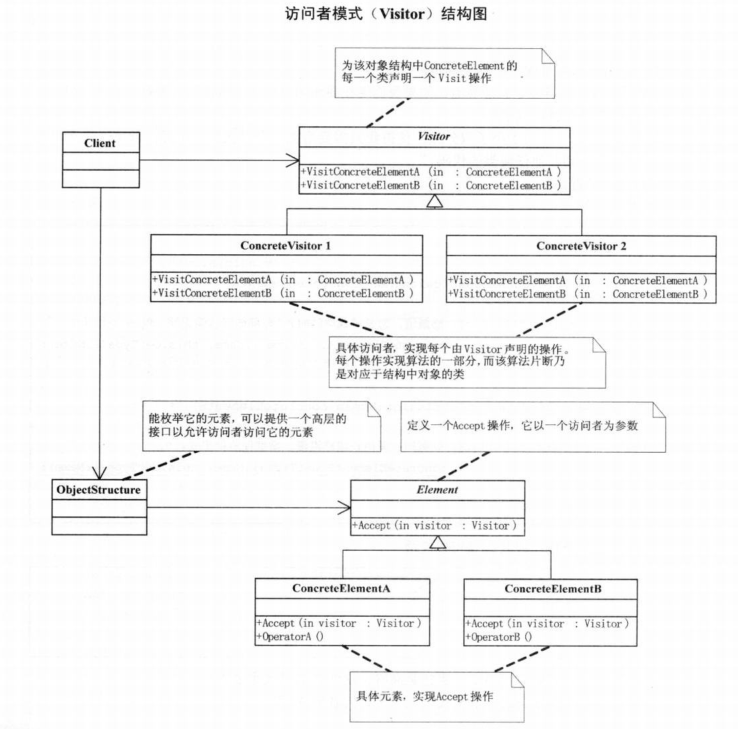 访问者模式（Visitor）结构图
为该对象结构中ConcreteElement的
每一个类声明一个 Visit 操作
Client
Visitor
+VisitConcreteElementA (in : ConcreteElementA )
+VisitConcreteElementB (in : ConcreteElementB )
ConcreteVisitor 1
+VisitConcreteElementA (in : ConcreteElementA )
+VisitConcreteElementB (in : ConcreteElementB )
ConcreteVisitor 2
+VisitConcreteElementA (in : ConcreteElementA )
+VisitConcreteElementB (in : ConcreteElementB )
具体访问者，实现每个由Visitor声明的操作。
每个操作实现算法的一部分，而该算法片断乃
是对应于结构中对象的类
能枚举它的元素，可以提供一个高层的
接口以允许访问者访问它的元素
定义一个Accept 操作，它以一个访问者为参数
ObjectStructure
Element
+Accept(in visitor : Visitor)
ConcreteElementA
+Accept(in visitor : Visitor)
+OperatorA()
ConcreteElementB
+Accept(in visitor : Visitor)
+OperatorB()
具体元素，实现Accept 操作